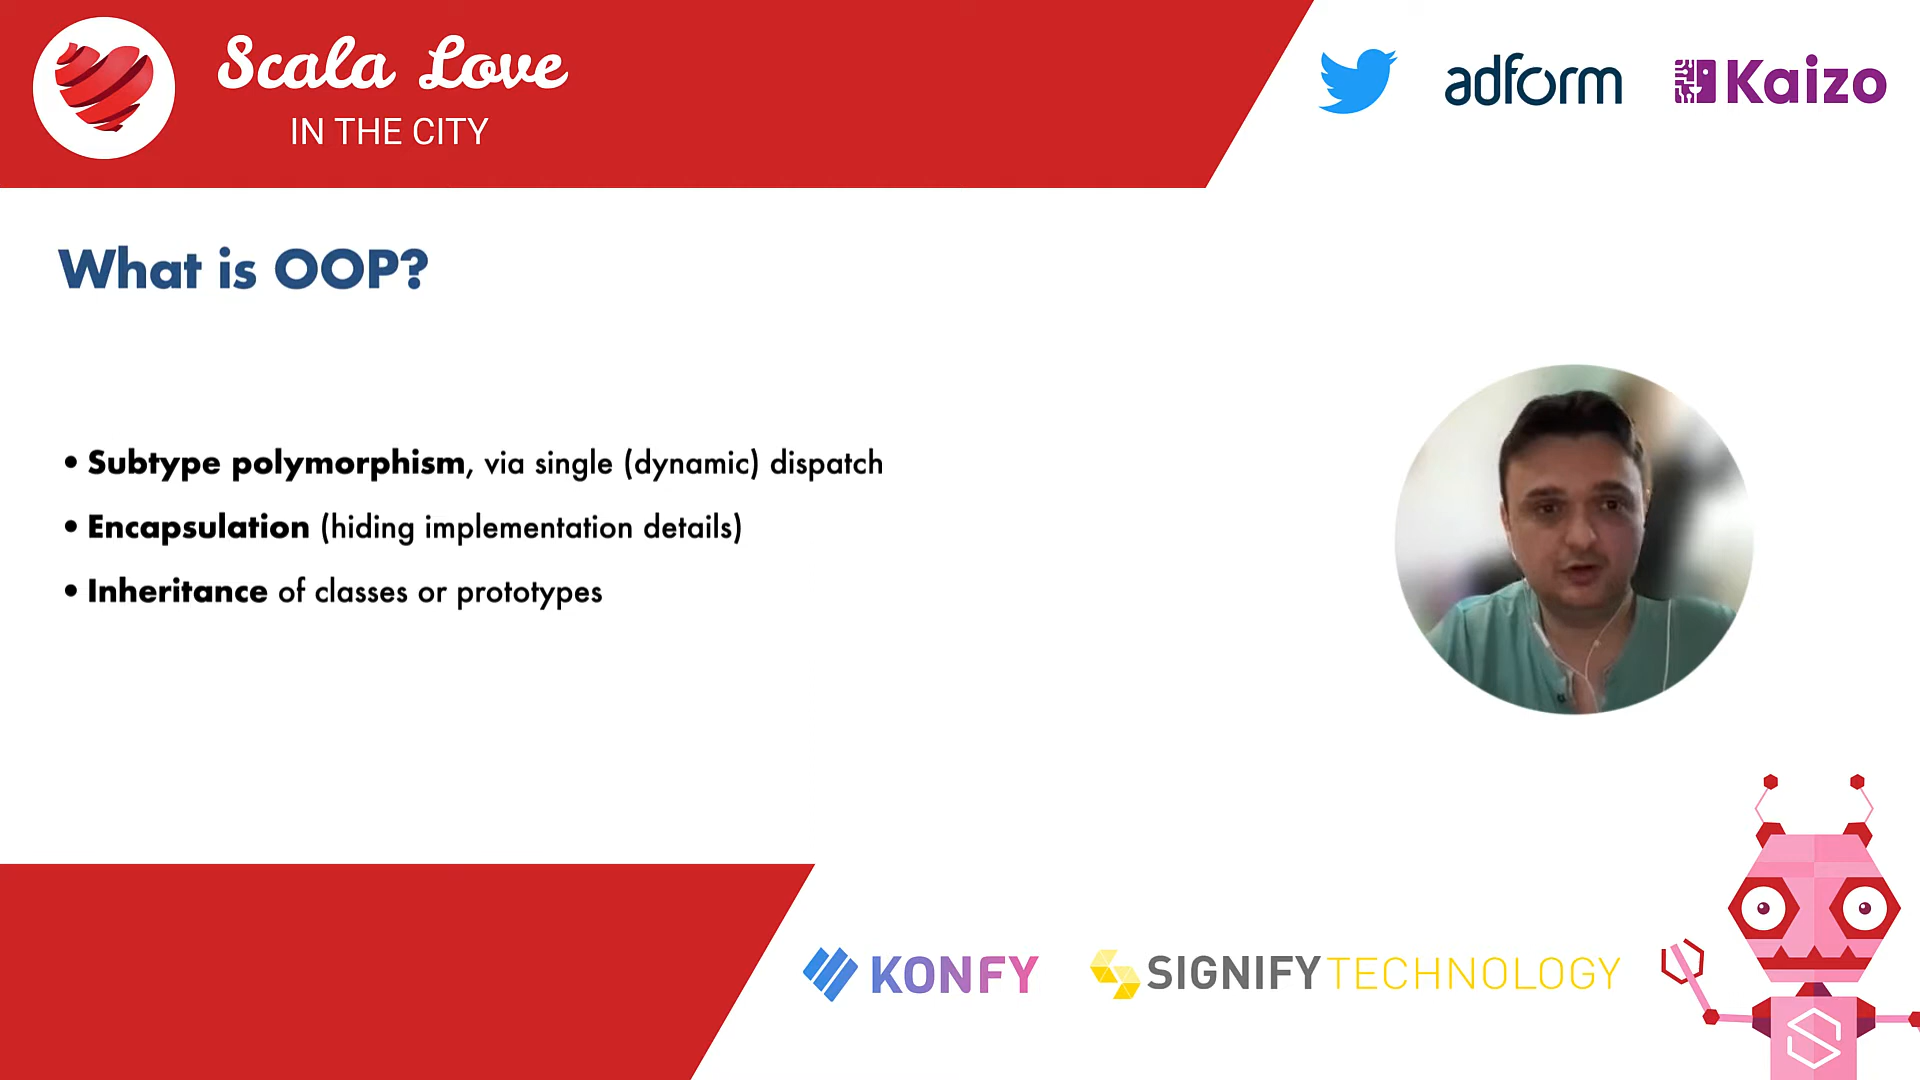 Scala Love
IN THE CITY
adform
Kaizo
What is OOP?
• Subtype polymorphism, via single (dynamic) dispatch
• Encapsulation (hiding implementation details)
• Inheritance of classes or prototypes
KONFY
SIGNIFY TECHNOLOGY